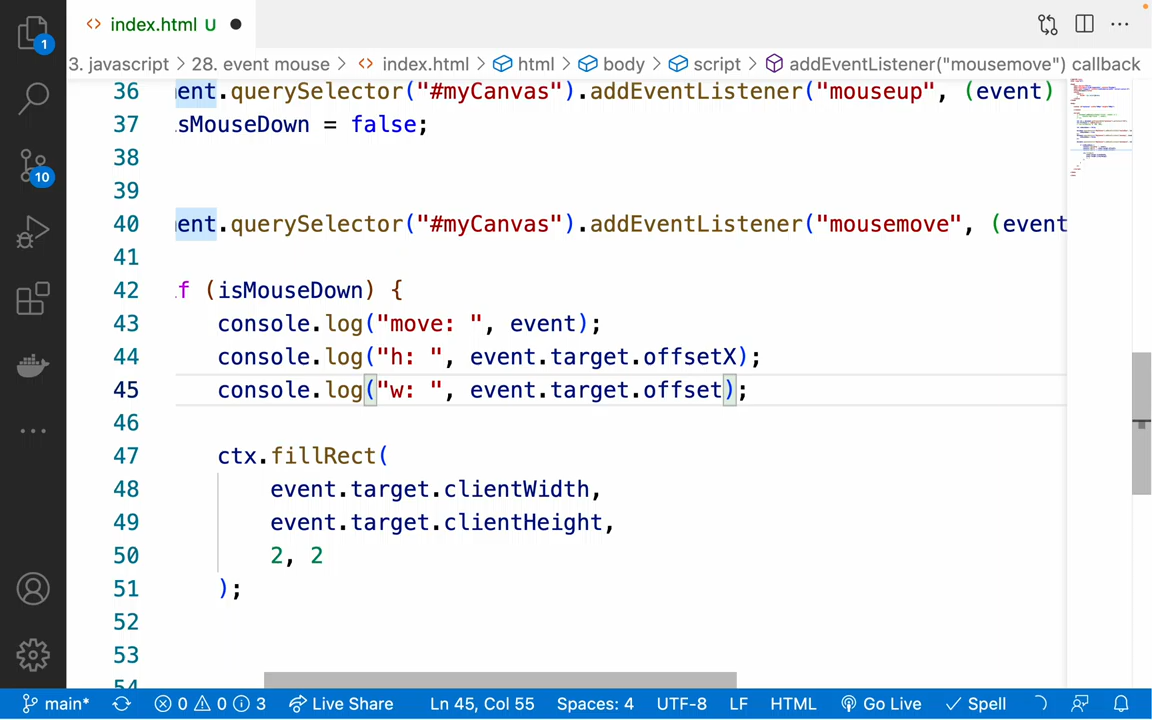 index.html U
3. javascript > 28. event mouse > index.html > html > body > script > addEventListener("mousemove") callback
1
10
36 ent.querySelector("#myCanvas").addEventListener("mouseup", (event)
37 sMouseDown = false;
38
39
40 ent.querySelector("#myCanvas").addEventListener("mousemove", (event
41
42 if (isMouseDown) {
43 console.log("move: ", event);
44 console.log("h: ", event.target.offsetX);
45 console.log("w: ", event.target.offset);
46
47 ctx.fillRect(
48 event.target.clientWidth,
49 event.target.clientHeight,
50 2, 2
51 );
52
53
54
main* 0 0 3 Live Share Ln 45, Col 55 Spaces: 4 UTF-8 LF HTML Go Live Spell